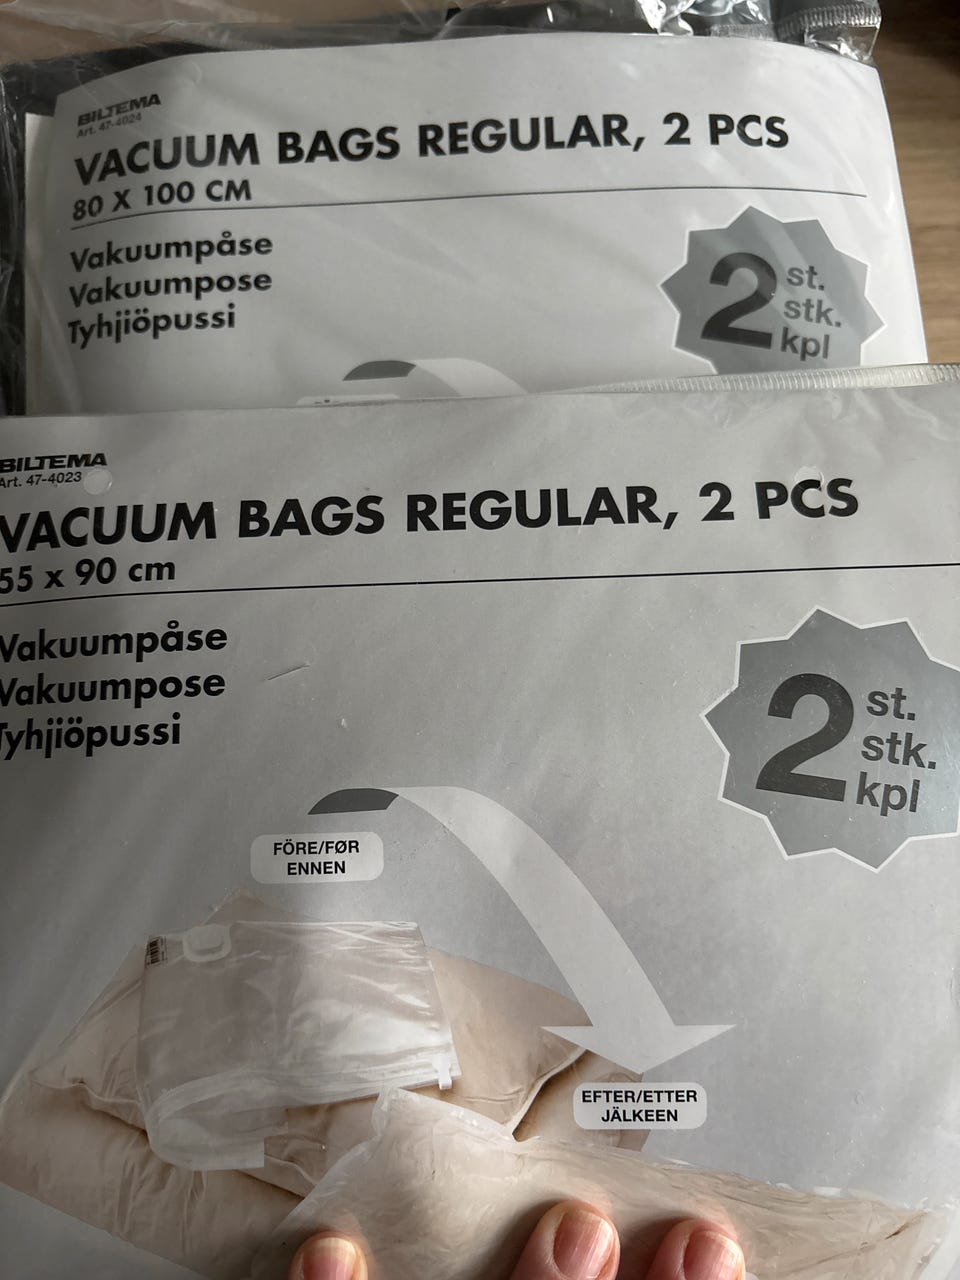 BILTEMA
Art. 47-4024
VACUUM BAGS REGULAR, 2 PCS
80 X 100 CM
Vakuumpåse
Vakuumpose
Tyhjiöpussi
2 st.
stk.
kpl
BILTEMA
Art. 47-4023
VACUUM BAGS REGULAR, 2 PCS
55 x 90 cm
Vakuumpåse
Vakuumpose
Tyhjiöpussi
2 st.
stk.
kpl
FÖRE/FØR
ENNEN
EFTER/ETTER
JÄLKEEN